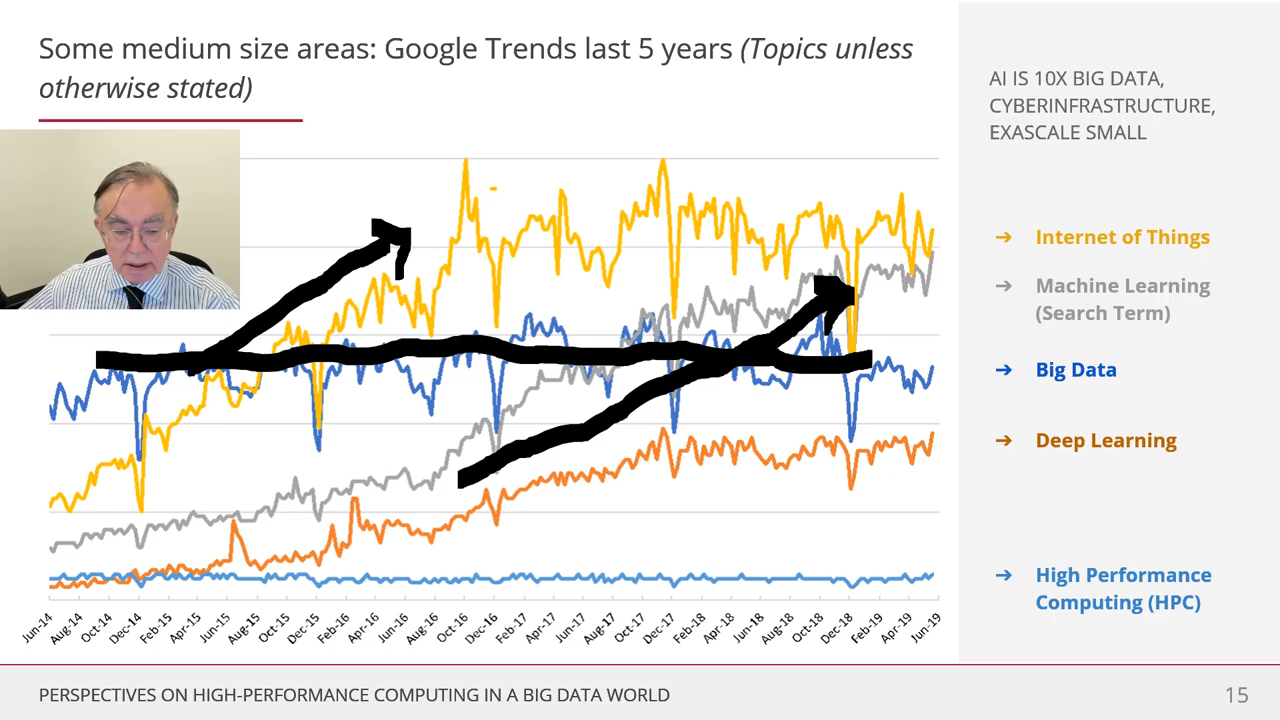 Some medium size areas: Google Trends last 5 years (Topics unless
otherwise stated)
AI IS 10X BIG DATA,
CYBERINFRASTRUCTURE,
EXASCALE SMALL
→ Internet of Things
→ Machine Learning
(Search Term)
→ Big Data
→ Deep Learning
→ High Performance
Computing (HPC)
Jun-14 Aug-14 Oct-14 Dec-14 Feb-15 Apr-15 Jun-15 Aug-15 Oct-15 Dec-15 Feb-16 Apr-16 Jun-16 Aug-16 Oct-16 Dec-16 Feb-17 Apr-17 Jun-17 Aug-17 Oct-17 Dec-17 Feb-18 Apr-18 Jun-18 Aug-18 Oct-18 Dec-18 Feb-19 Apr-19 Jun-19
PERSPECTIVES ON HIGH-PERFORMANCE COMPUTING IN A BIG DATA WORLD
15